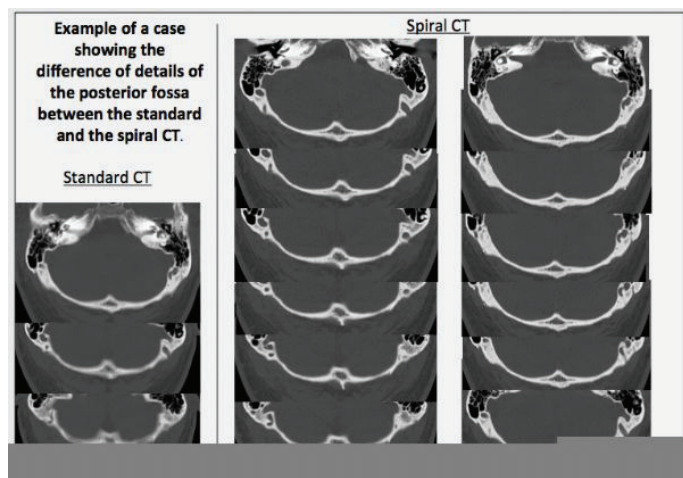 Example of a case
showing the
difference of details of
the posterior fossa
between the standard
and the spiral CT.
Standard CT
Spiral CT